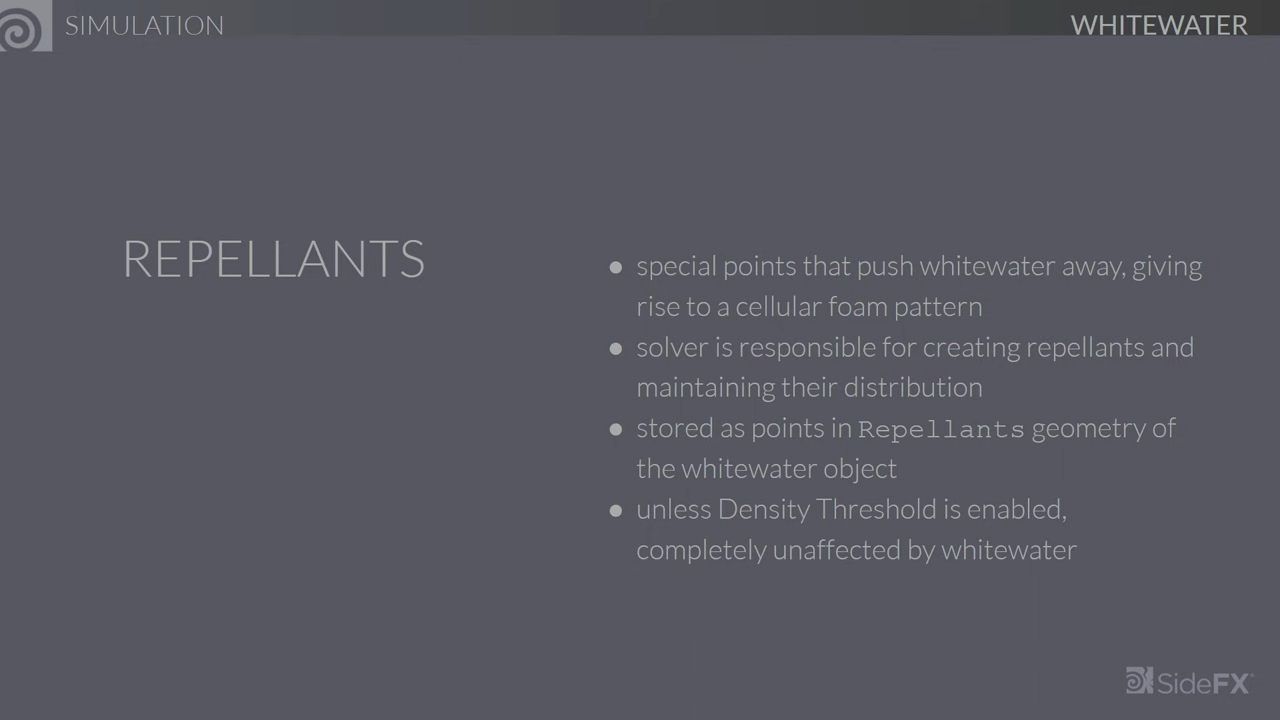 SIMULATION
WHITEWATER
REPELLANTS
● special points that push whitewater away, giving
rise to a cellular foam pattern
● solver is responsible for creating repellants and
maintaining their distribution
● stored as points in Repellants geometry of
the whitewater object
● unless Density Threshold is enabled,
completely unaffected by whitewater
SideFX